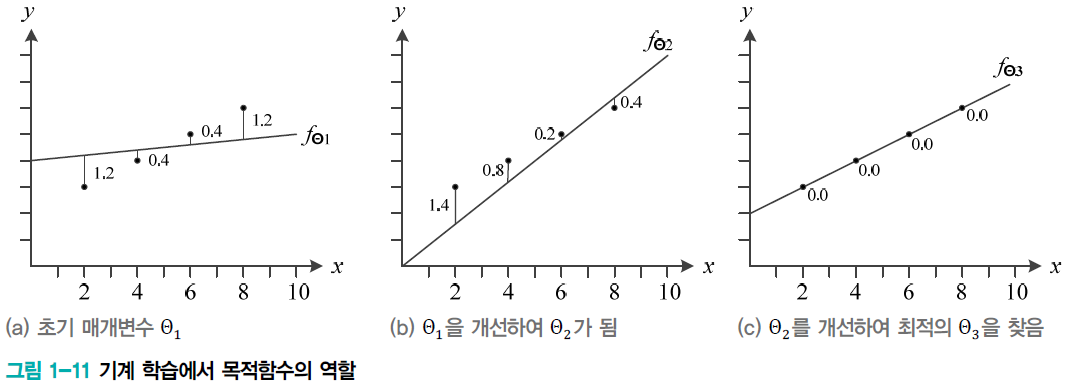 y
1.2
0.4
0.4
1.2
fΘ1
x
2 4 6 8 10
(a) 초기 매개변수 Θ1
y
1.4
0.8
0.2
0.4
fΘ2
x
2 4 6 8 10
(b) Θ1을 개선하여 Θ2가 됨
y
0.0
0.0
0.0
0.0
fΘ3
x
2 4 6 8 10
(c) Θ2를 개선하여 최적의 Θ3을 찾음
그림 1-11 기계 학습에서 목적함수의 역할